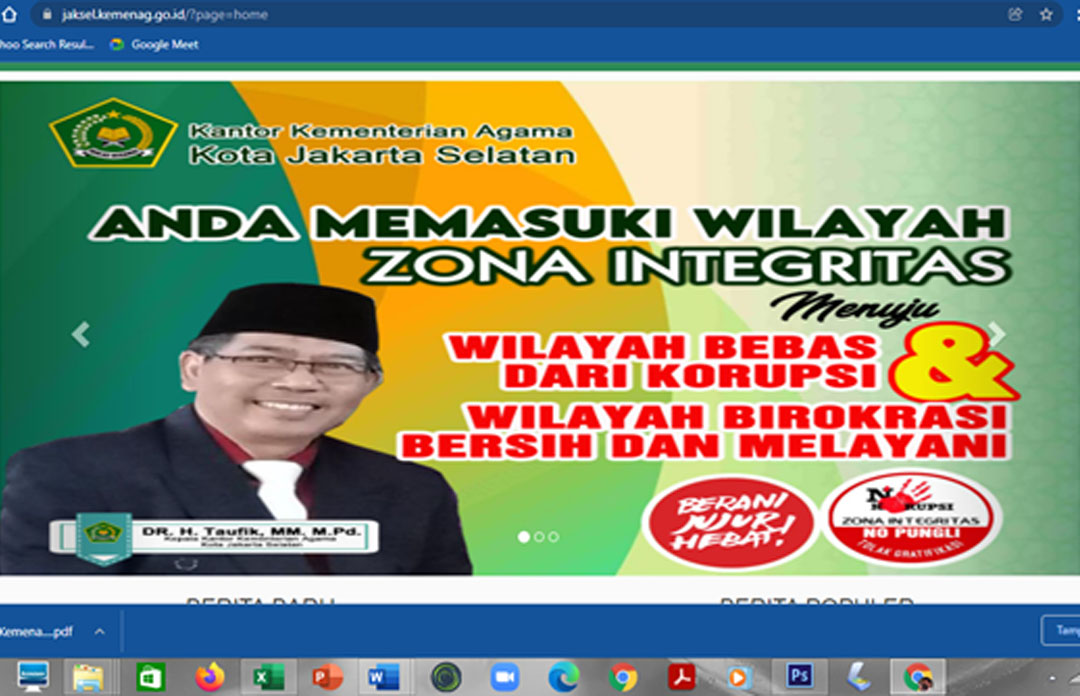 jaksel.kemenag.go.id/?page=home
hoo Search Resul...
Google Meet
Kantor Kementerian Agama
Kota Jakarta Selatan
ANDA MEMASUKI WILAYAH
ZONA INTEGRITAS
Menuju
WILAYAH BEBAS
DARI KORUPSI
&
WILAYAH BIROKRASI
BERSIH DAN MELAYANI
BERANI
JUJUR
HEBAT!
NO
KORUPSI
ZONA INTEGRITAS
NO PUNGLI
TOLAK GRATIFIKASI
DR. H. Taufik, MM, M.Pd.
Kepala Kantor Kementerian Agama
Kota Jakarta Selatan
BERITA BARU
BERITA POPULER
Kemena....pdf
Tamp